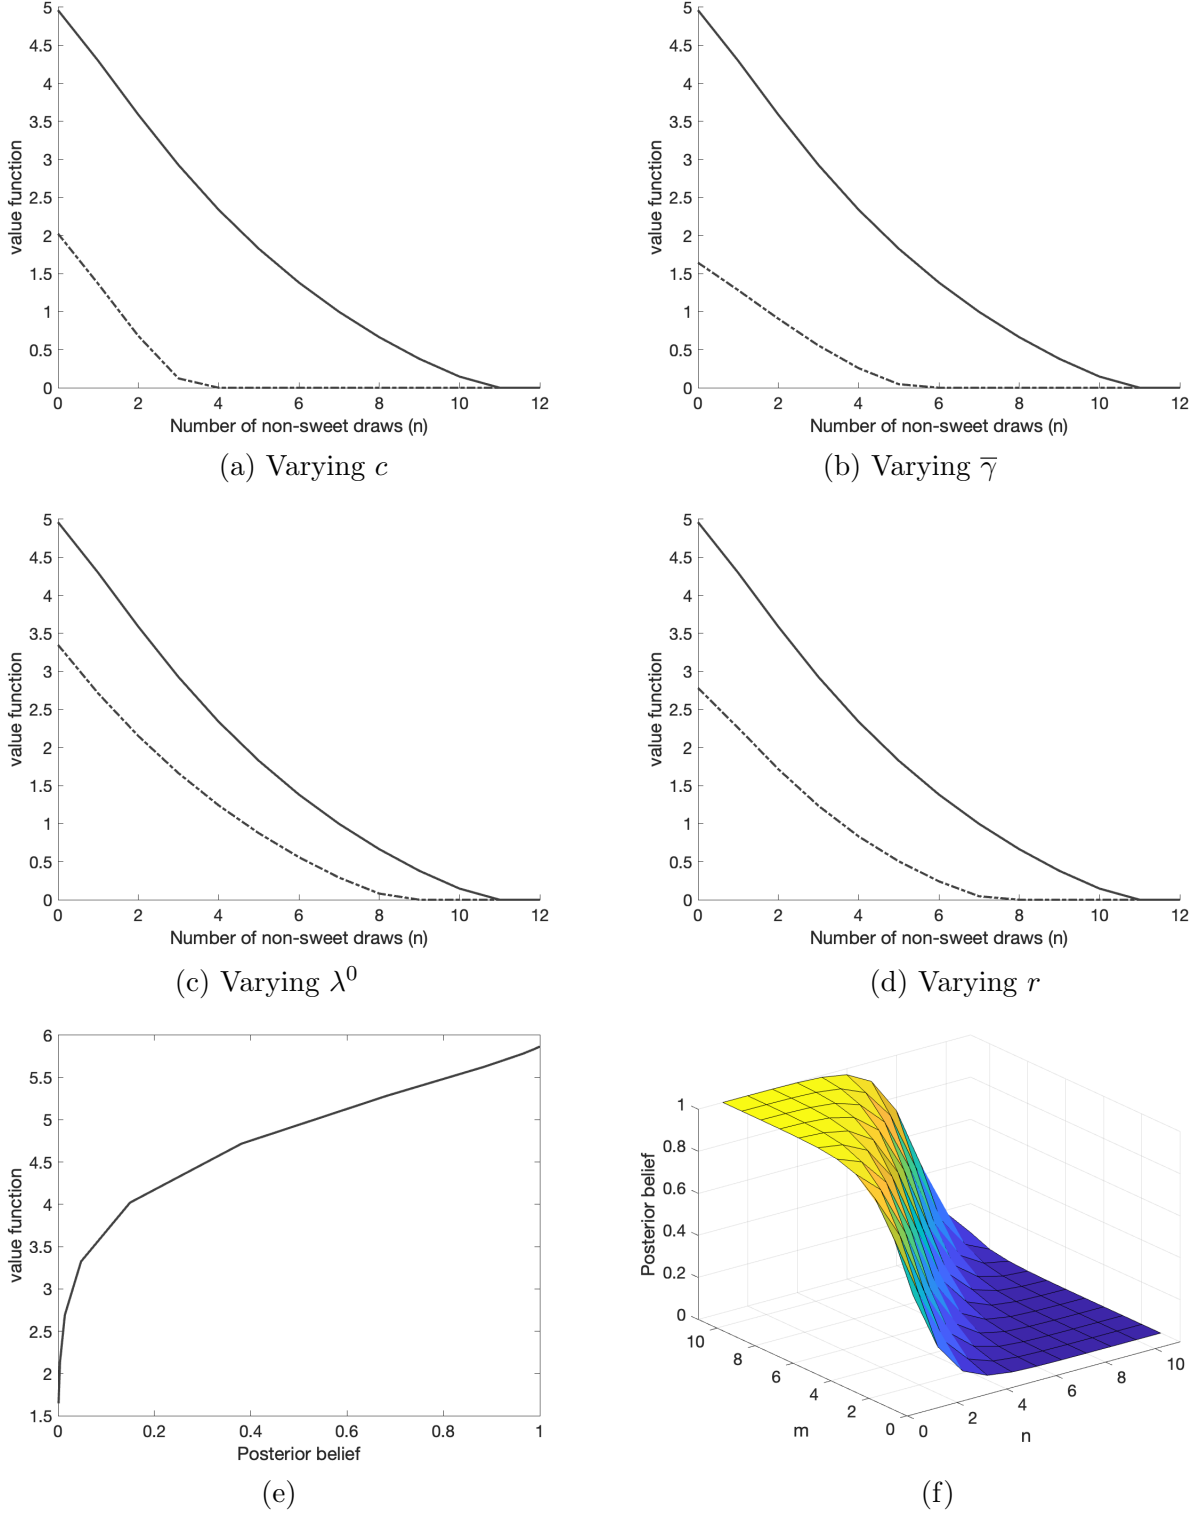 5
4.5
4
3.5
3
2.5
2
1.5
1
0.5
0
value function
0 2 4 6 8 10 12
Number of non-sweet draws (n)
(a) Varying c
5
4.5
4
3.5
3
2.5
2
1.5
1
0.5
0
value function
0 2 4 6 8 10 12
Number of non-sweet draws (n)
(b) Varying γ̅
5
4.5
4
3.5
3
2.5
2
1.5
1
0.5
0
value function
0 2 4 6 8 10 12
Number of non-sweet draws (n)
(c) Varying λ⁰
5
4.5
4
3.5
3
2.5
2
1.5
1
0.5
0
value function
0 2 4 6 8 10 12
Number of non-sweet draws (n)
(d) Varying r
6
5.5
5
4.5
4
3.5
3
2.5
2
1.5
value function
0 0.2 0.4 0.6 0.8 1
Posterior belief
(e)
1
0.8
0.6
0.4
0.2
0
Posterior belief
10 8 6 4 2 0
m
0 2 4 6 8 10
n
(f)